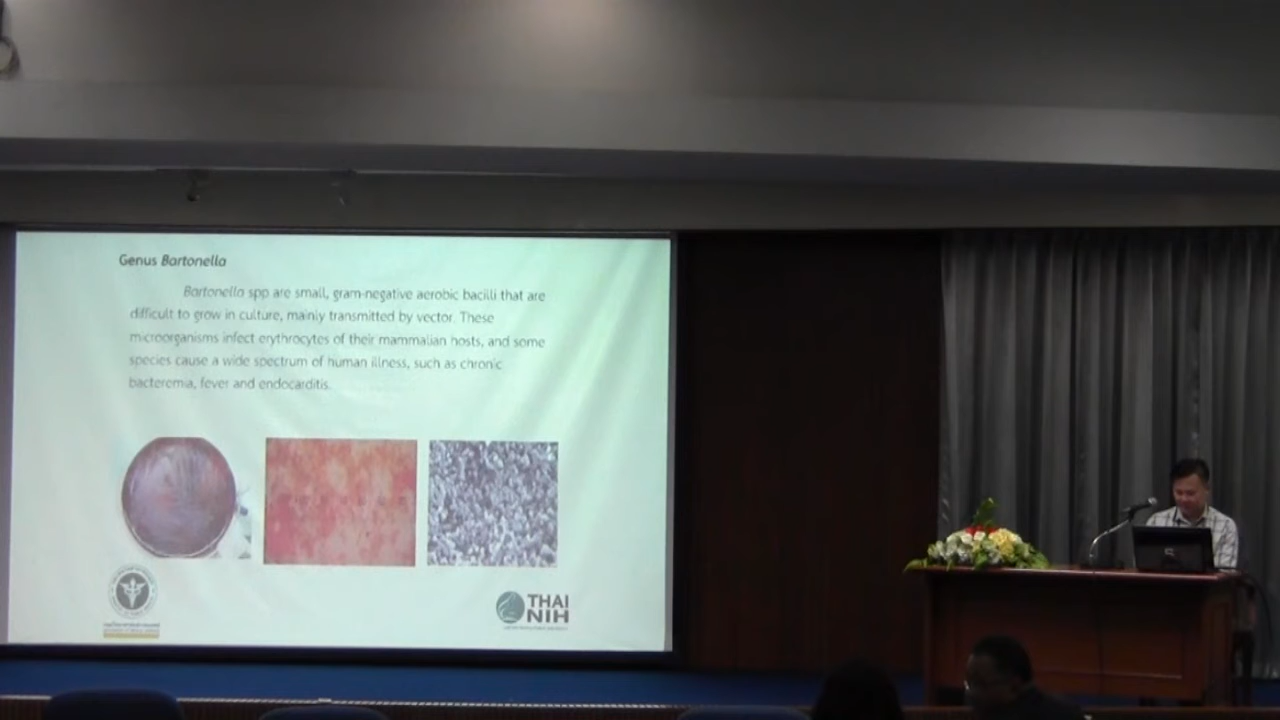 Genus Bartonella
Bartonella spp are small, gram-negative aerobic bacilli that are
difficult to grow in culture, mainly transmitted by vector. These
microorganisms infect erythrocytes of their mammalian hosts, and some
species cause a wide spectrum of human illness, such as chronic
bacteremia, fever and endocarditis.
THAI
NIH